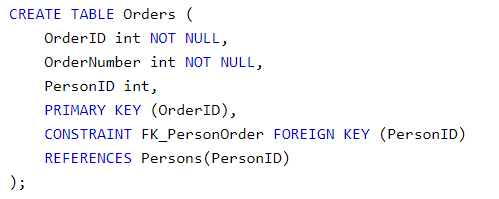 CREATE TABLE Orders (
    OrderID int NOT NULL,
    OrderNumber int NOT NULL,
    PersonID int,
    PRIMARY KEY (OrderID),
    CONSTRAINT FK_PersonOrder FOREIGN KEY (PersonID)
    REFERENCES Persons(PersonID)
);